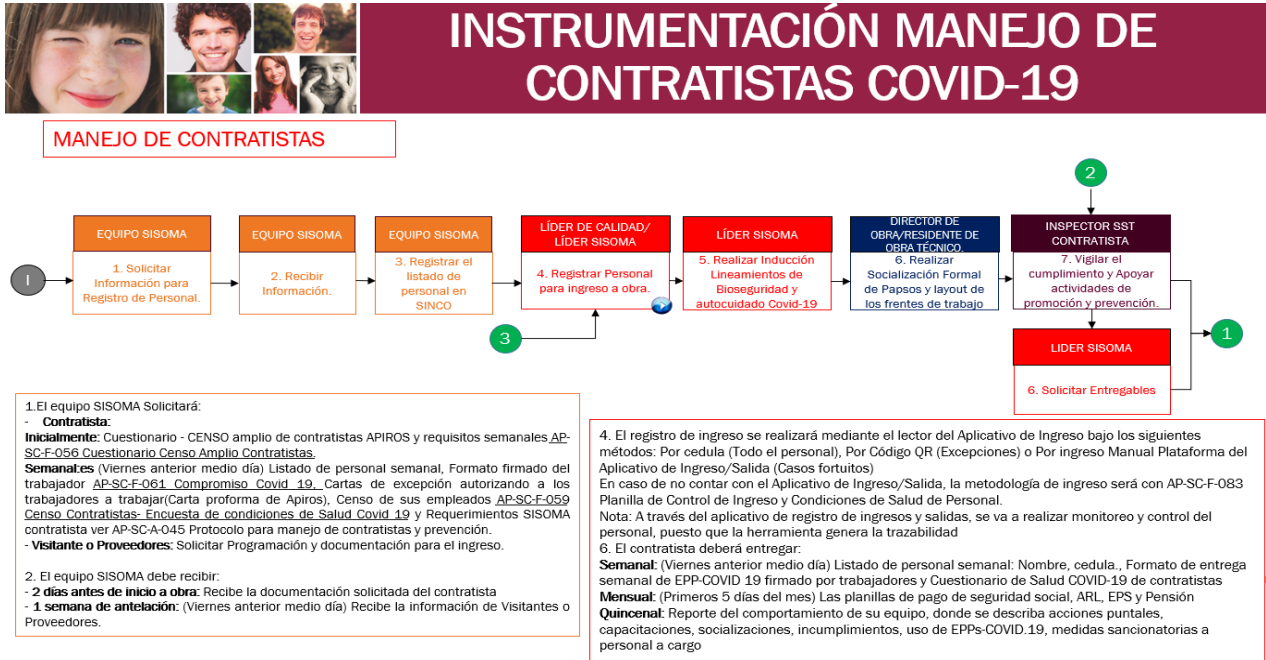 INSTRUMENTACIÓN MANEJO DE
CONTRATISTAS COVID-19
MANEJO DE CONTRATISTAS
2
EQUIPO SISOMA
1. Solicitar
Información para
Registro de Personal.
EQUIPO SISOMA
2. Recibir
Información.
EQUIPO SISOMA
3. Registrar el
listado de
personal en
SINCO
LÍDER DE CALIDAD/
LÍDER SISOMA
4. Registrar Personal
para ingreso a obra.
LÍDER SISOMA
5. Realizar Inducción
Lineamientos de
Bioseguridad y
autocuidado Covid-19
DIRECTOR DE
OBRA/RESIDENTE DE
OBRA TÉCNICO.
6. Realizar
Socialización Formal
de Papsos y layout de
los frentes de trabajo
INSPECTOR SST
CONTRATISTA
7. Vigilar el
cumplimiento y Apoyar
actividades de
promoción y prevención.
I
3
1
LIDER SISOMA
6. Solicitar Entregables
1.El equipo SISOMA Solicitará:
- Contratista:
Inicialmente: Cuestionario - CENSO amplio de contratistas APIROS y requisitos semanales AP-
SC-F-056 Cuestionario Censo Amplio Contratistas.
Semanal:es (Viernes anterior medio día) Listado de personal semanal, Formato firmado del
trabajador AP-SC-F-061 Compromiso Covid 19, Cartas de excepción autorizando a los
trabajadores a trabajar(Carta proforma de Apiros), Censo de sus empleados AP-SC-F-059
Censo Contratistas- Encuesta de condiciones de Salud Covid 19 y Requerimientos SISOMA
contratista ver AP-SC-A-045 Protocolo para manejo de contratistas y prevención.
- Visitante o Proveedores: Solicitar Programación y documentación para el ingreso.
2. El equipo SISOMA debe recibir:
- 2 días antes de inicio a obra: Recibe la documentación solicitada del contratista
- 1 semana de antelación: (Viernes anterior medio día) Recibe la información de Visitantes o
Proveedores.
4. El registro de ingreso se realizará mediante el lector del Aplicativo de Ingreso bajo los siguientes
métodos: Por cedula (Todo el personal), Por Código QR (Excepciones) o Por ingreso Manual Plataforma del
Aplicativo de Ingreso/Salida (Casos fortuitos)
En caso de no contar con el Aplicativo de Ingreso/Salida, la metodología de ingreso será con AP-SC-F-083
Planilla de Control de Ingreso y Condiciones de Salud de Personal.
Nota: A través del aplicativo de registro de ingresos y salidas, se va a realizar monitoreo y control del
personal, puesto que la herramienta genera la trazabilidad
6. El contratista deberá entregar:
Semanal: (Viernes anterior medio día) Listado de personal semanal: Nombre, cedula., Formato de entrega
semanal de EPP-COVID 19 firmado por trabajadores y Cuestionario de Salud COVID-19 de contratistas
Mensual: (Primeros 5 días del mes) Las planillas de pago de seguridad social, ARL, EPS y Pensión
Quincenal: Reporte del comportamiento de su equipo, donde se describa acciones puntales,
capacitaciones, socializaciones, incumplimientos, uso de EPPs-COVID.19, medidas sancionatorias a
personal a cargo